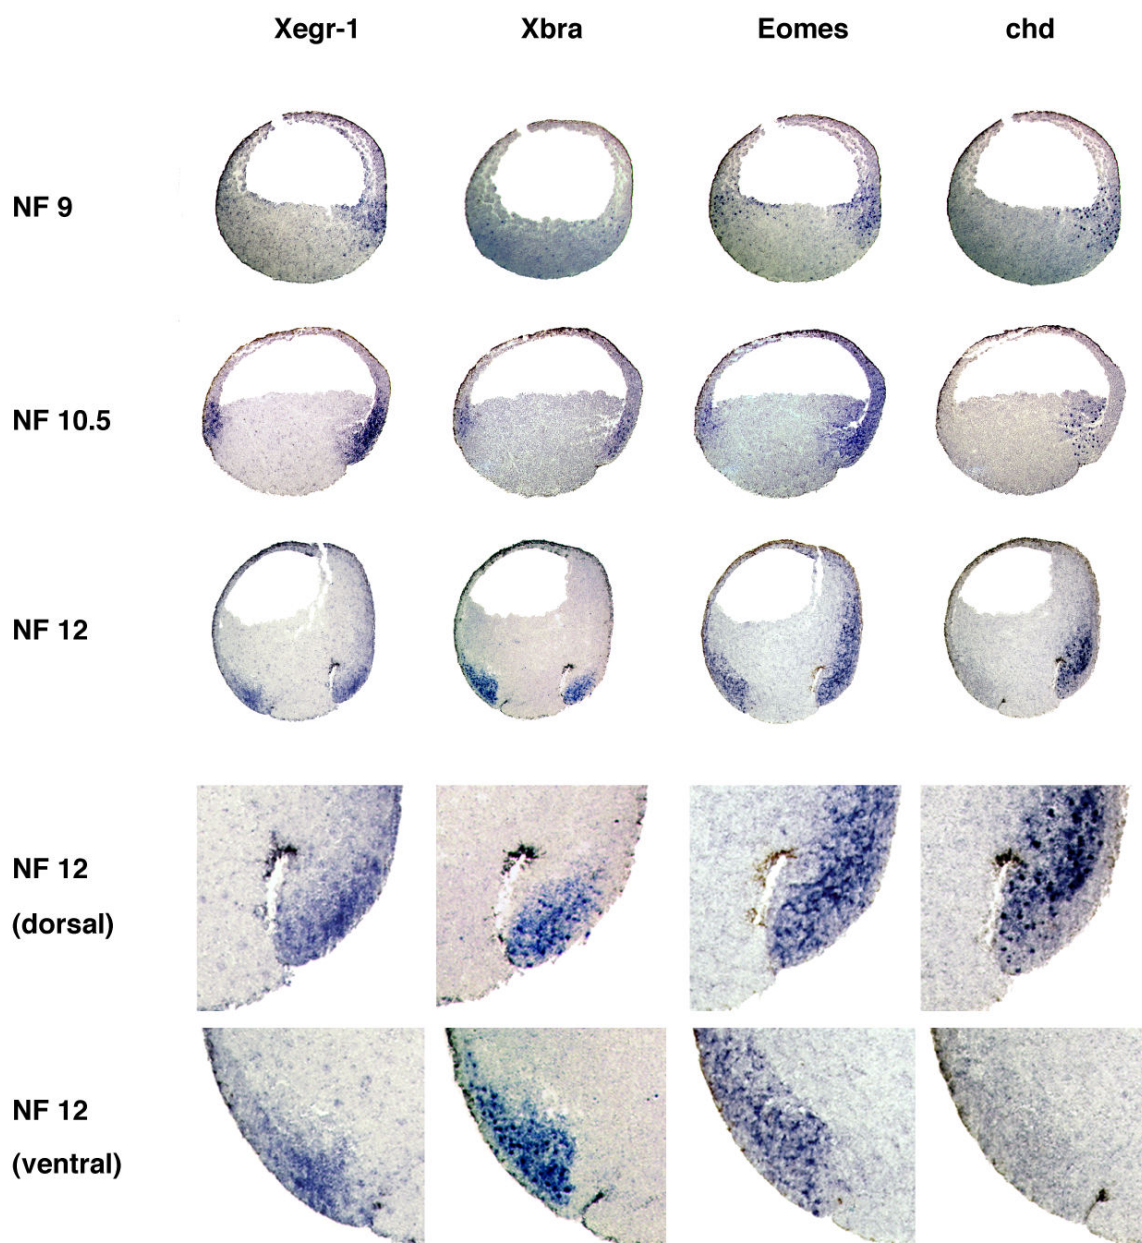 Xegr-1 Xbra Eomes chd
NF 9
NF 10.5
NF 12
NF 12
(dorsal)
NF 12
(ventral)